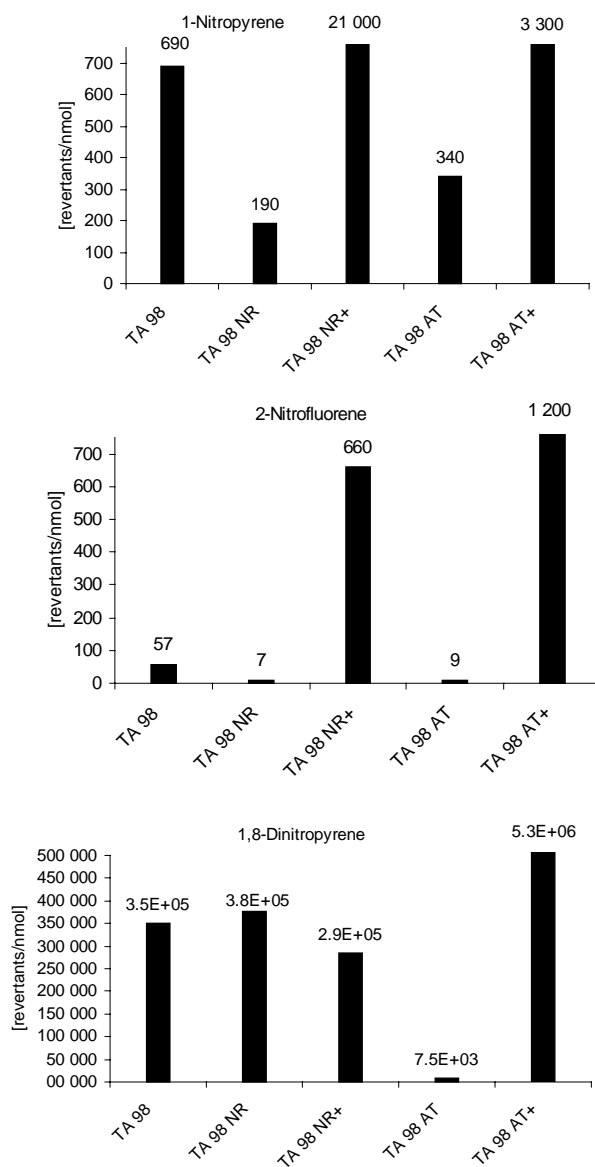 1-Nitropyrene
[revertants/nmol]
700
600
500
400
300
200
100
0
690
190
21 000
340
3 300
TA 98
TA 98 NR
TA 98 NR+
TA 98 AT
TA 98 AT+
2-Nitrofluorene
[revertants/nmol]
700
600
500
400
300
200
100
0
57
7
660
9
1 200
TA 98
TA 98 NR
TA 98 NR+
TA 98 AT
TA 98 AT+
1,8-Dinitropyrene
[revertants/nmol]
500 000
450 000
400 000
350 000
300 000
250 000
200 000
150 000
100 000
50 000
00 000
3.5E+05
3.8E+05
2.9E+05
7.5E+03
5.3E+06
TA 98
TA 98 NR
TA 98 NR+
TA 98 AT
TA 98 AT+